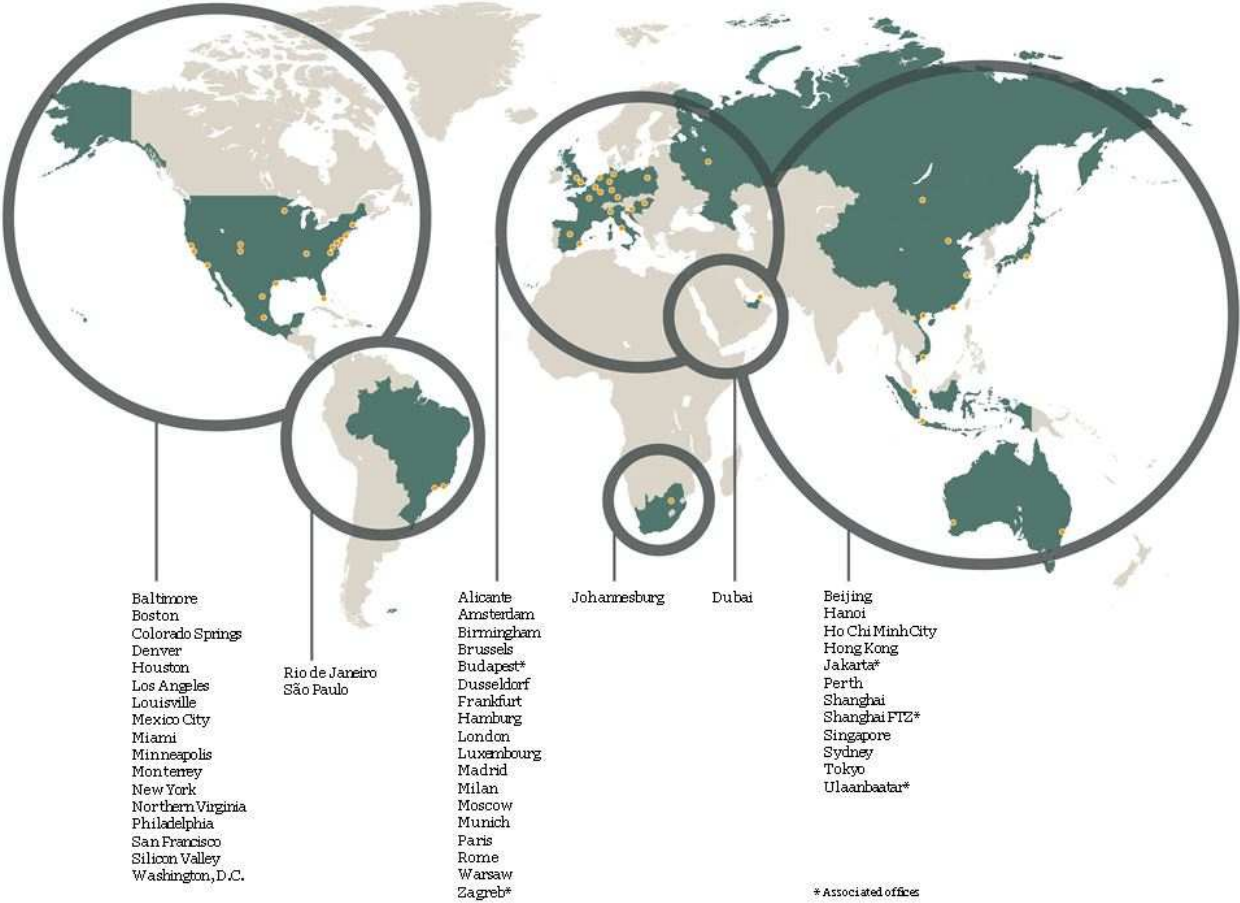 Baltimore
Boston
Colorado Springs
Denver
Houston
Los Angeles
Louisville
Mexico City
Miami
Minneapolis
Monterrey
New York
Northern Virginia
Philadelphia
San Francisco
Silicon Valley
Washington, D.C.
Rio de Janeiro
São Paulo
Alicante
Amsterdam
Birmingham
Brussels
Budapest*
Dusseldorf
Frankfurt
Hamburg
London
Luxembourg
Madrid
Milan
Moscow
Munich
Paris
Rome
Warsaw
Zagreb*
Johannesburg
Dubai
Beijing
Hanoi
Ho Chi Minh City
Hong Kong
Jakarta*
Perth
Shanghai
Shanghai FTZ*
Singapore
Sydney
Tokyo
Ulaanbaatar*
* Associated offices